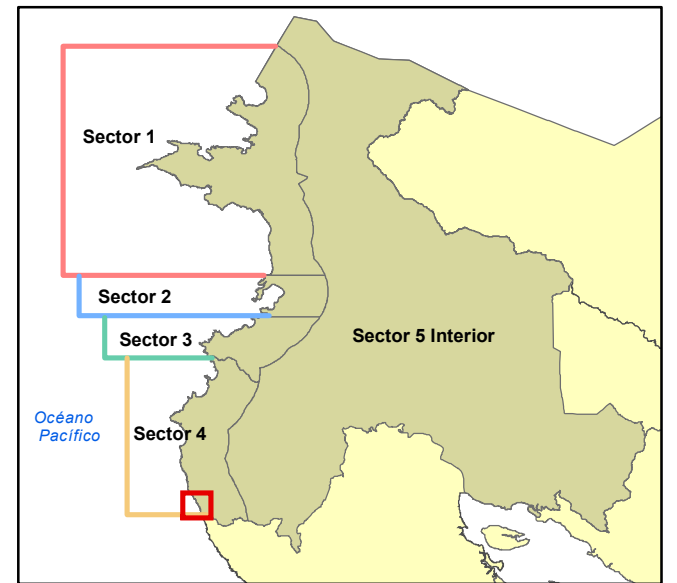 Sector 1
Sector 2
Sector 3
Sector 5 Interior
Océano
Pacífico
Sector 4